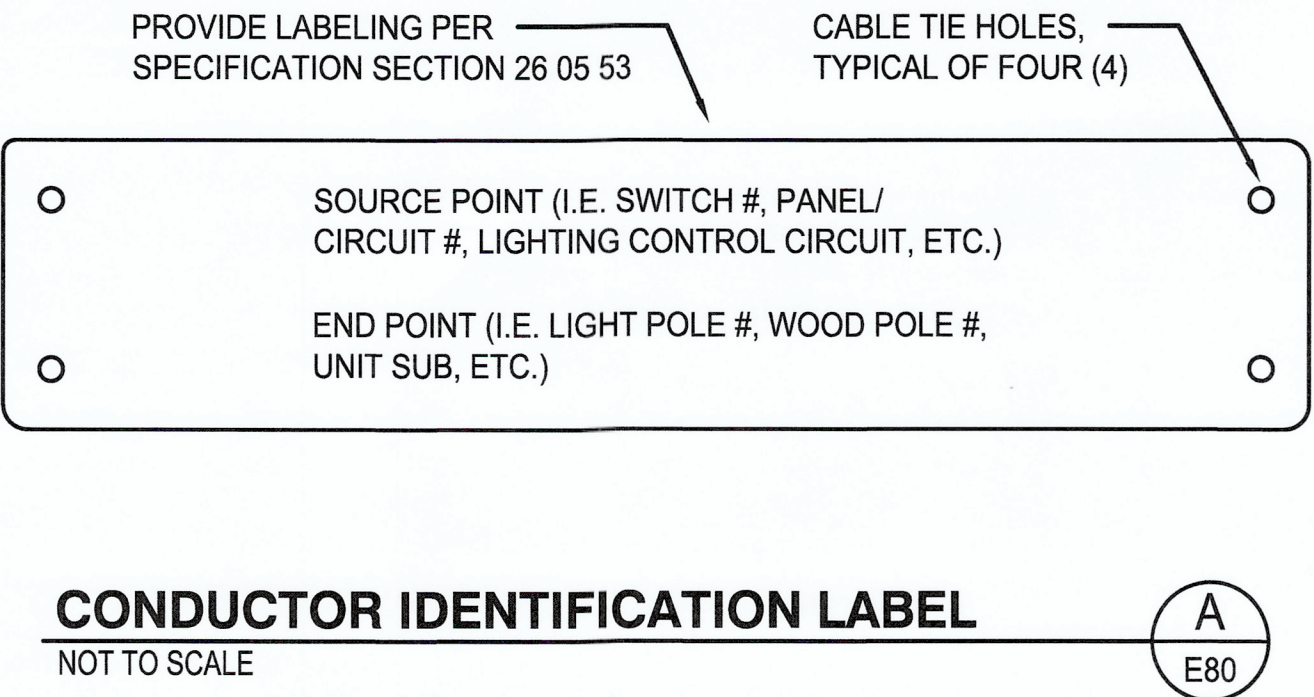 PROVIDE LABELING PER
SPECIFICATION SECTION 26 05 53
CABLE TIE HOLES,
TYPICAL OF FOUR (4)
SOURCE POINT (I.E. SWITCH #, PANEL/
CIRCUIT #, LIGHTING CONTROL CIRCUIT, ETC.)
END POINT (I.E. LIGHT POLE #, WOOD POLE #,
UNIT SUB, ETC.)
CONDUCTOR IDENTIFICATION LABEL
NOT TO SCALE
A
E80